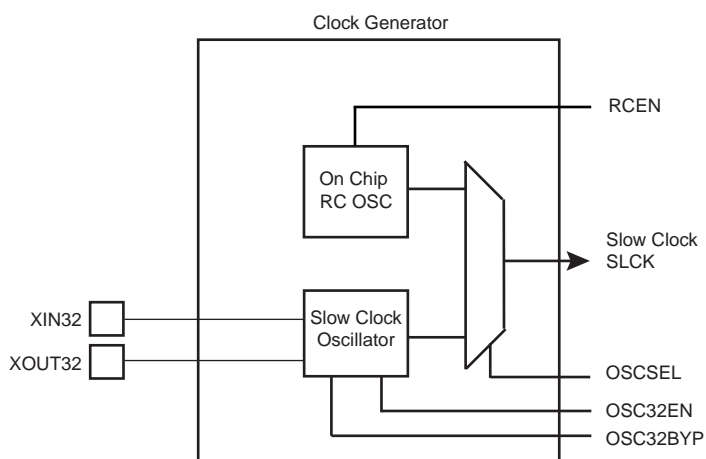 Clock Generator
RCEN
On Chip
RC OSC
Slow Clock
SLCK
XIN32
Slow Clock
Oscillator
XOUT32
OSCSEL
OSC32EN
OSC32BYP